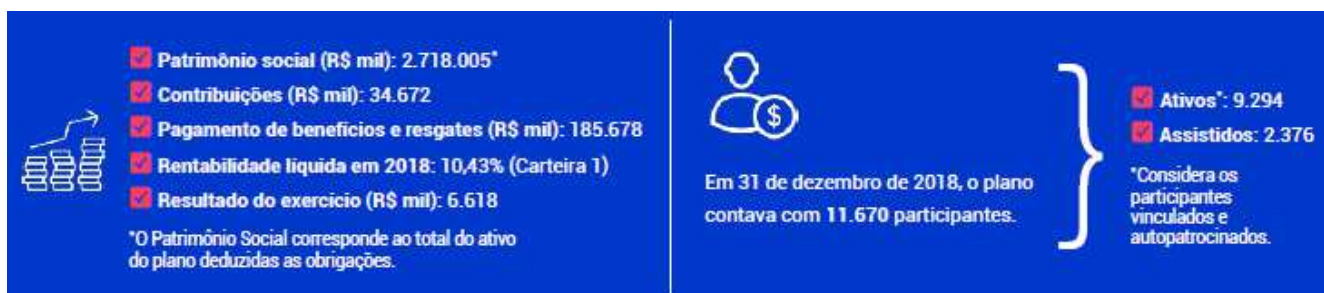 Patrimônio social (R$ mil): 2.718.005*
Contribuições (R$ mil): 34.672
Pagamento de benefícios e resgates (R$ mil): 185.678
Rentabilidade líquida em 2018: 10,43% (Carteira 1)
Resultado do exercício (R$ mil): 6.618
*O Patrimônio Social corresponde ao total do ativo
do plano deduzidas as obrigações.
$
Em 31 de dezembro de 2018, o plano
contava com 11.670 participantes.
Ativos*: 9.294
Assistidos: 2.376
*Considera os
participantes
vinculados e
autopatrocinados.